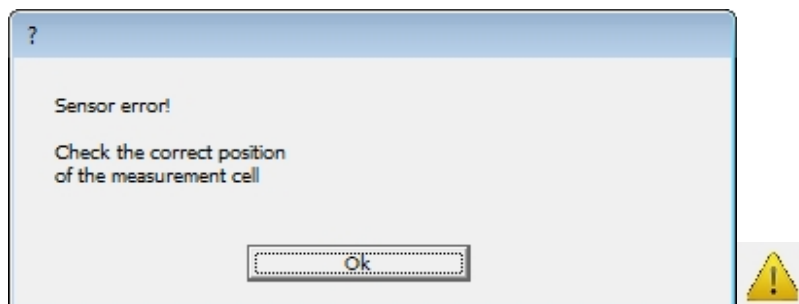 ?
Sensor error!
Check the correct position
of the measurement cell
Ok